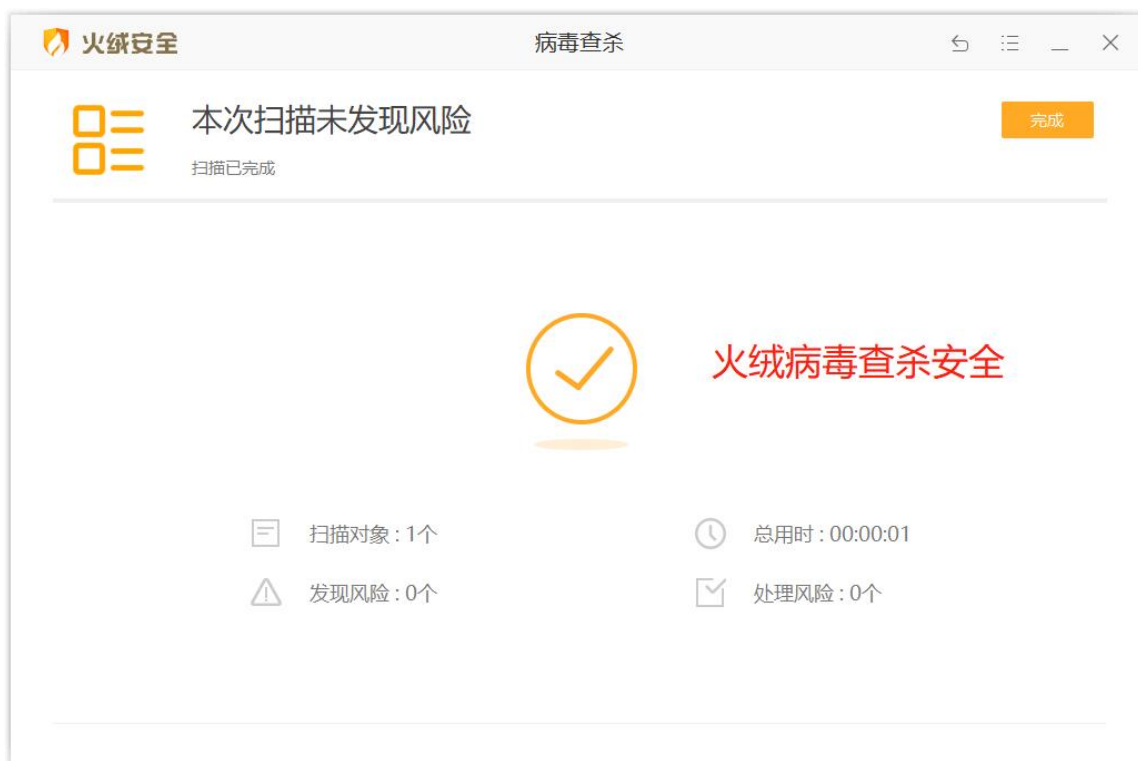 火绒安全
病毒查杀
本次扫描未发现风险
完成
扫描已完成
火绒病毒查杀安全
扫描对象 : 1个
总用时 : 00:00:01
发现风险 : 0个
处理风险 : 0个